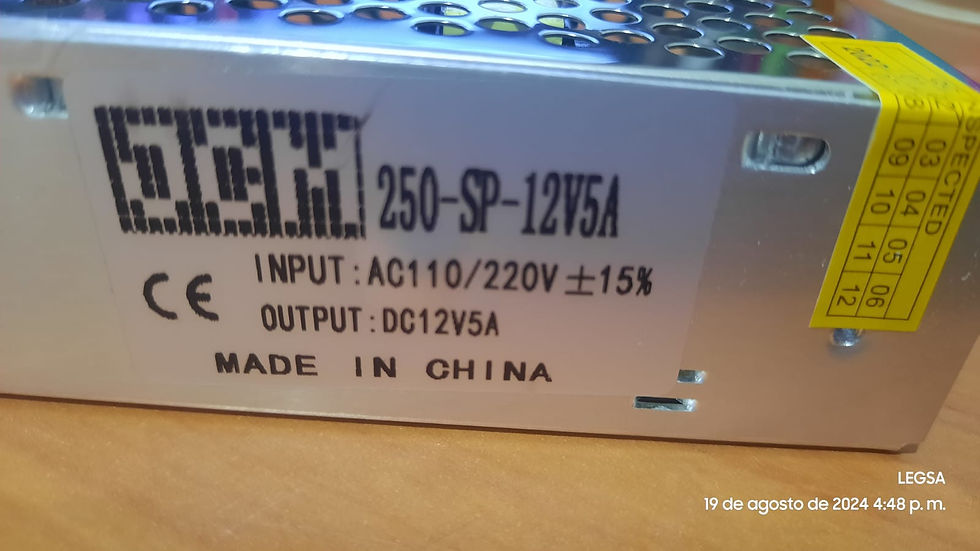 250-SP-12V5A
CE
INPUT:AC110/220V±15%
OUTPUT:DC12V5A
MADE IN CHINA
SPECTED
03 04 05 06
09 10 11 12
LEGSA
19 de agosto de 2024 4:48 p. m.